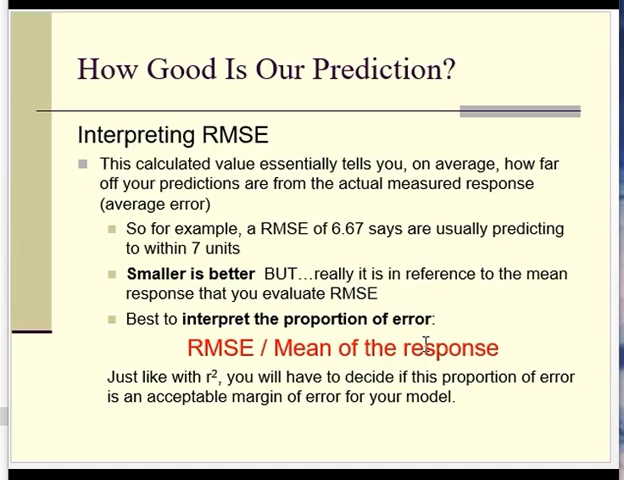 How Good Is Our Prediction?
Interpreting RMSE
This calculated value essentially tells you, on average, how far
off your predictions are from the actual measured response
(average error)
So for example, a RMSE of 6.67 says are usually predicting
to within 7 units
Smaller is better BUT…really it is in reference to the mean
response that you evaluate RMSE
Best to interpret the proportion of error:
RMSE / Mean of the response
Just like with r², you will have to decide if this proportion of error
is an acceptable margin of error for your model.